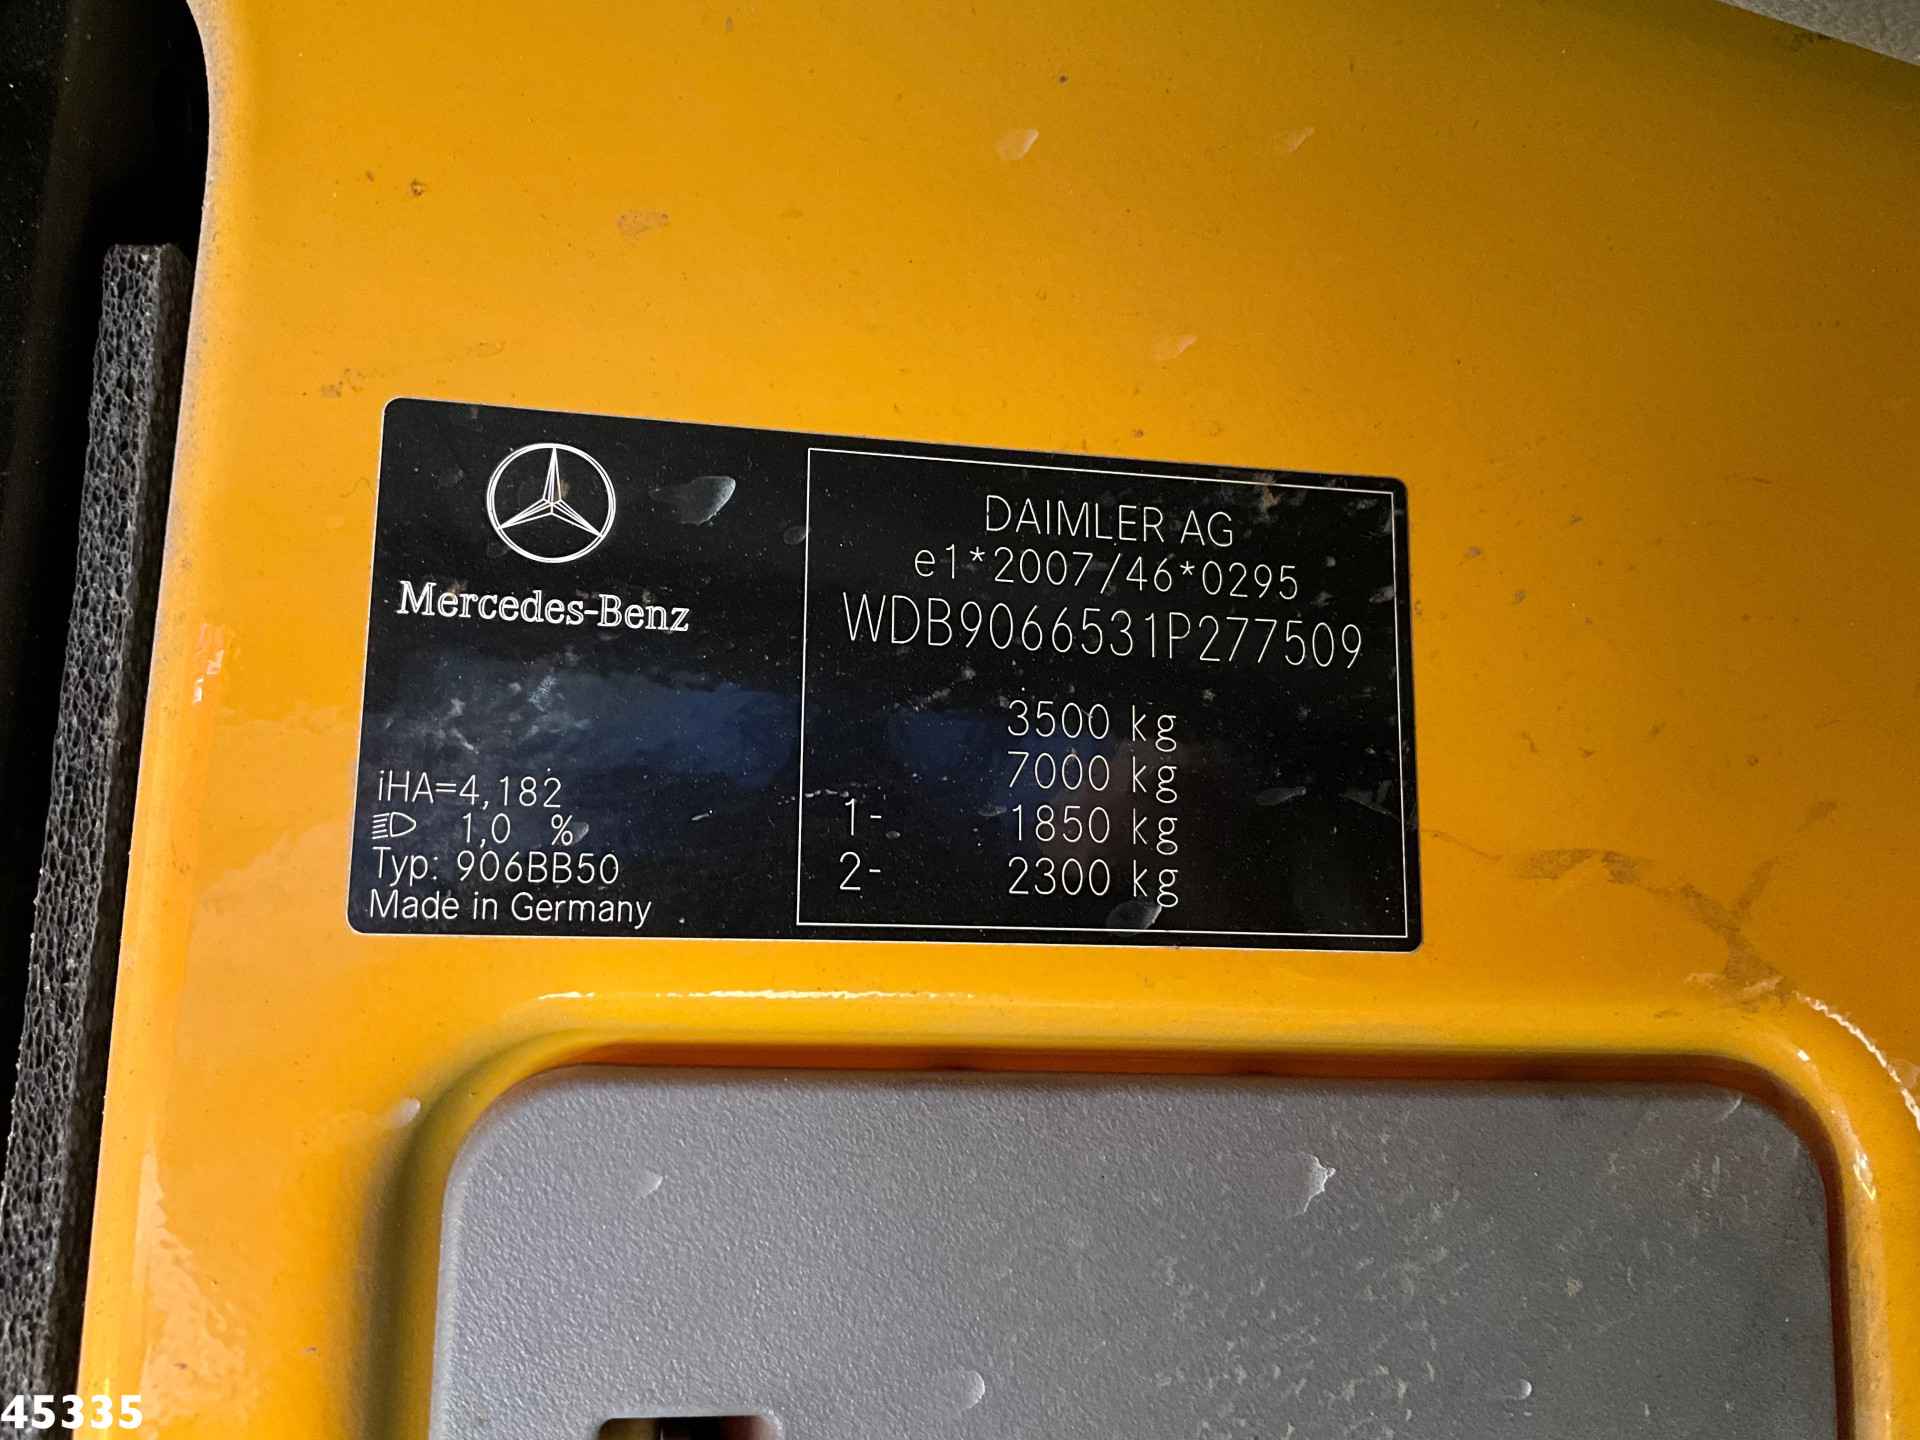 Mercedes-Benz
iHA=4,182
1,0 %
Typ: 906BB50
Made in Germany
DAIMLER AG
e1*2007/46*0295
WDB9066531P277509
3500 kg
7000 kg
1- 1850 kg
2- 2300 kg
45335